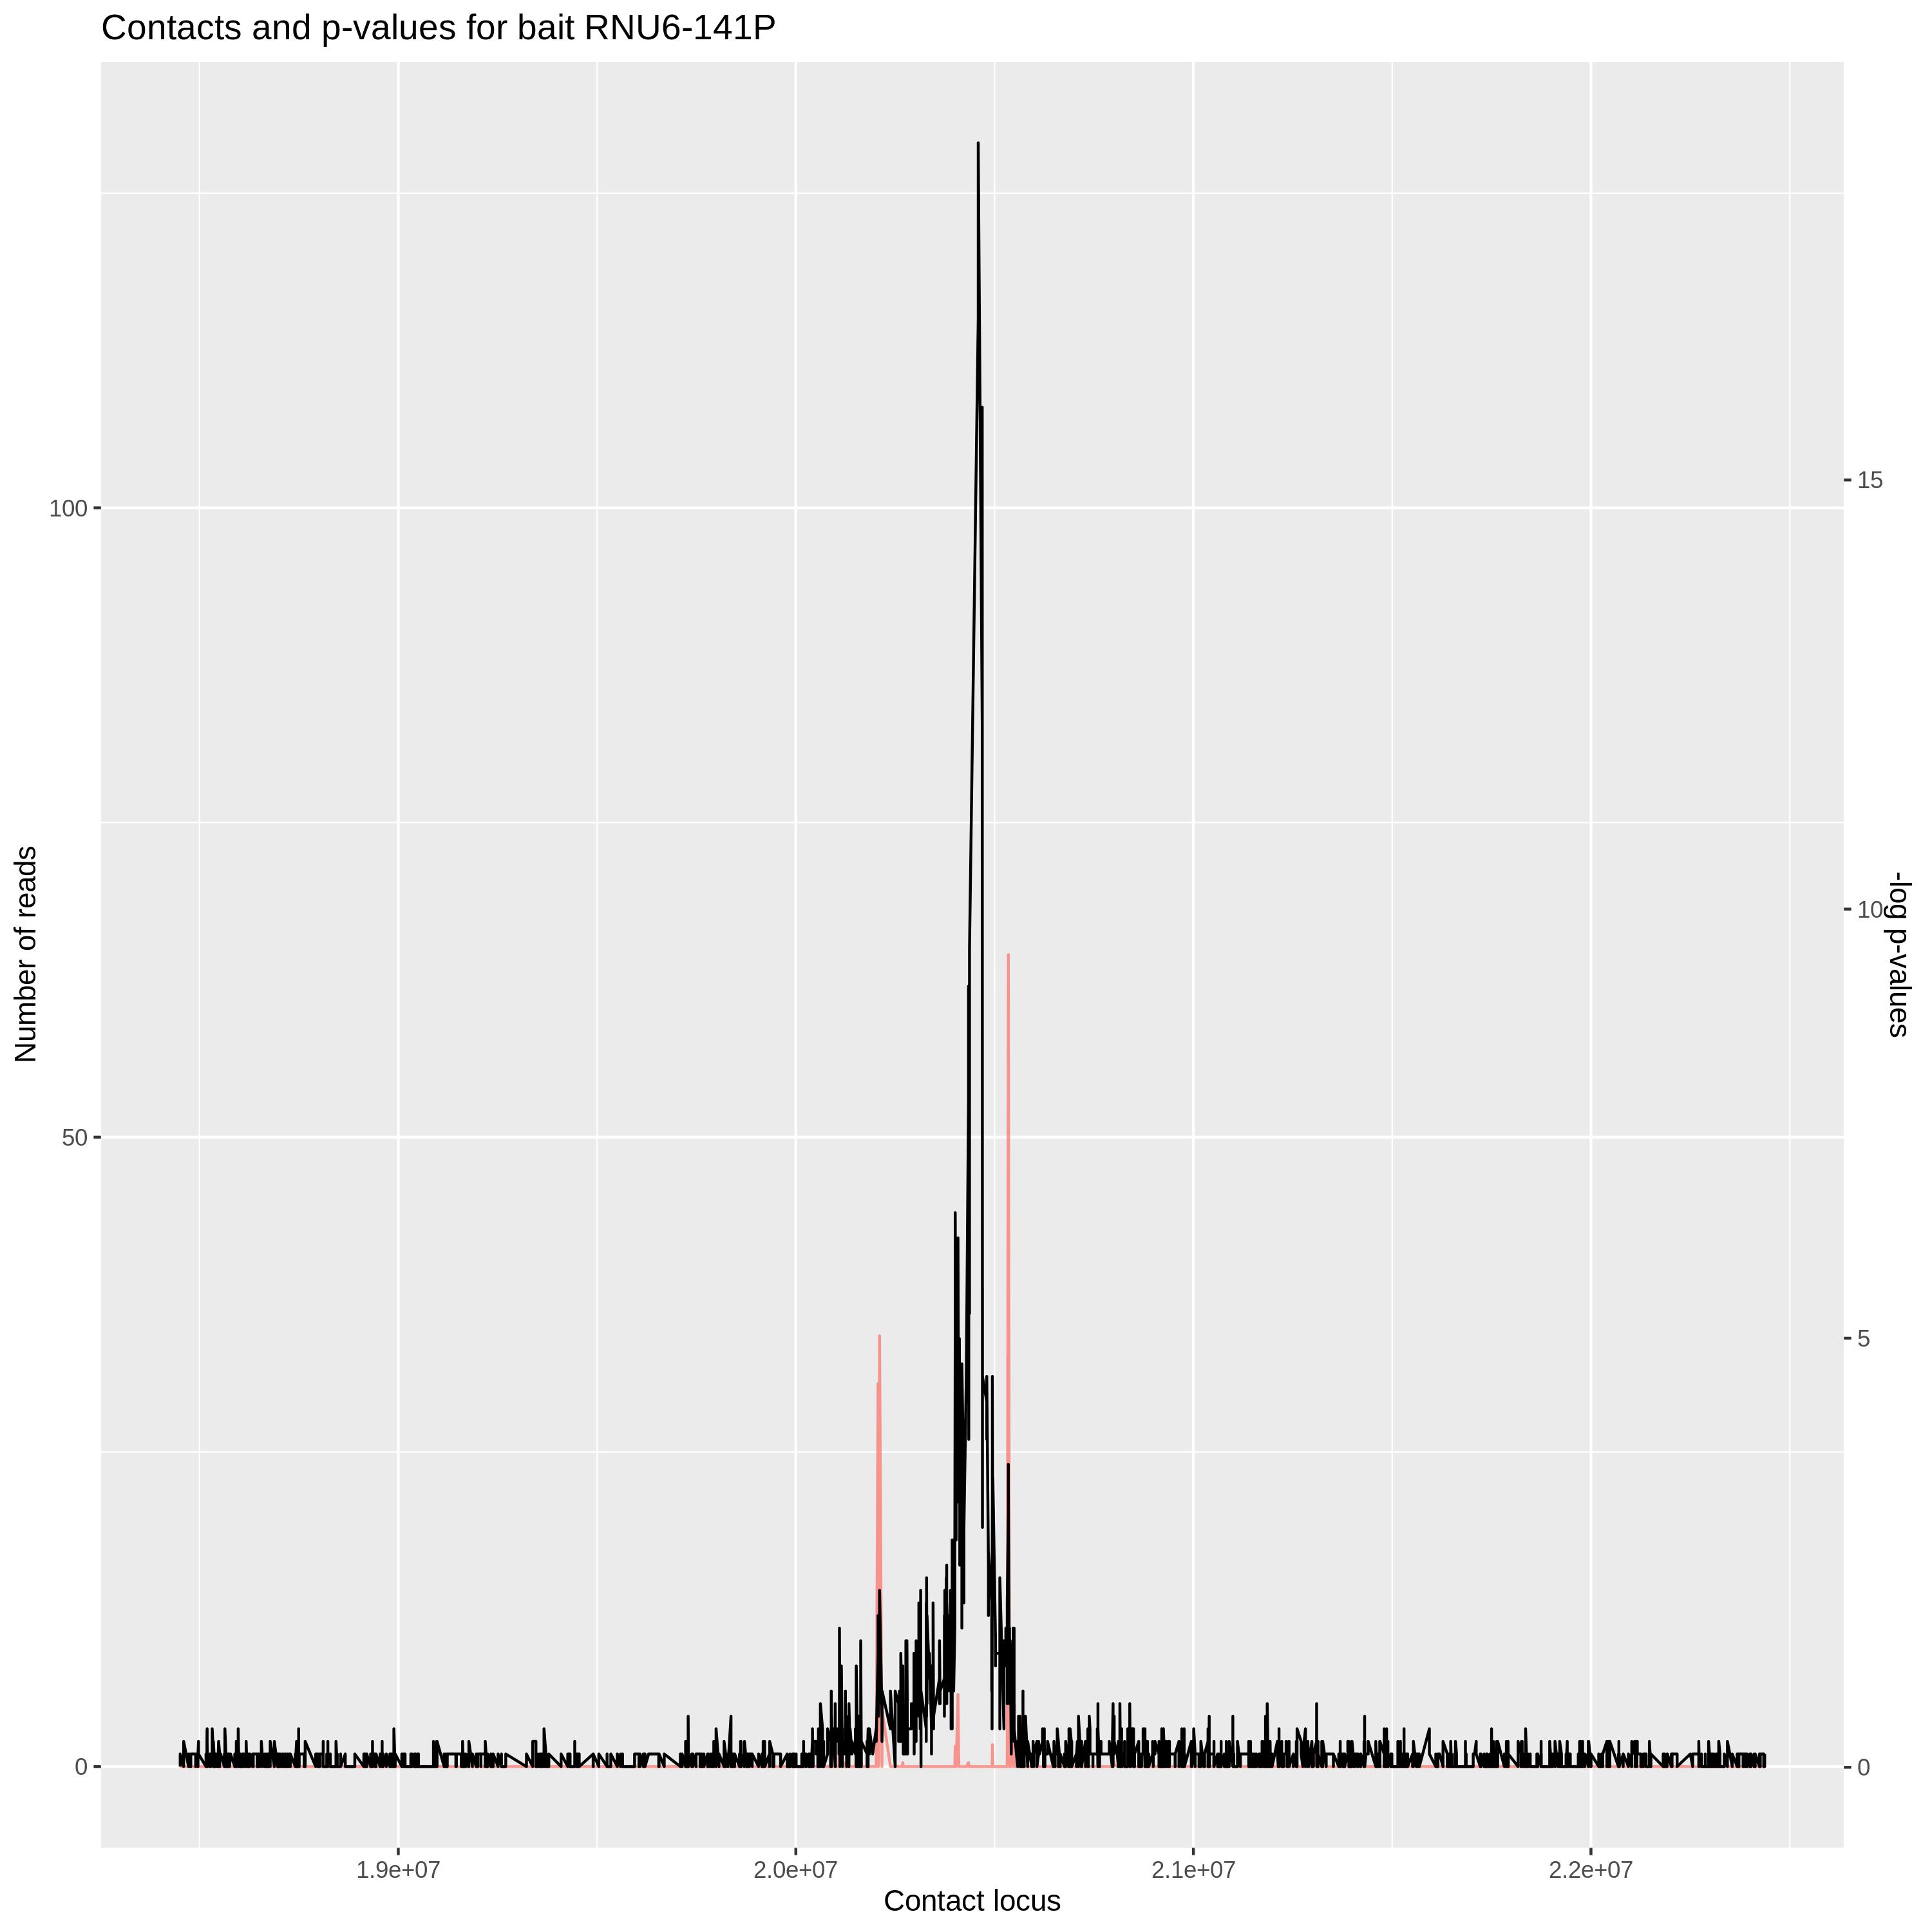 Contacts and p-values for bait RNU6-141P
Number of reads
100
50
0
15
10
5
0
-log p-values
1.9e+07
2.0e+07
2.1e+07
2.2e+07
Contact locus